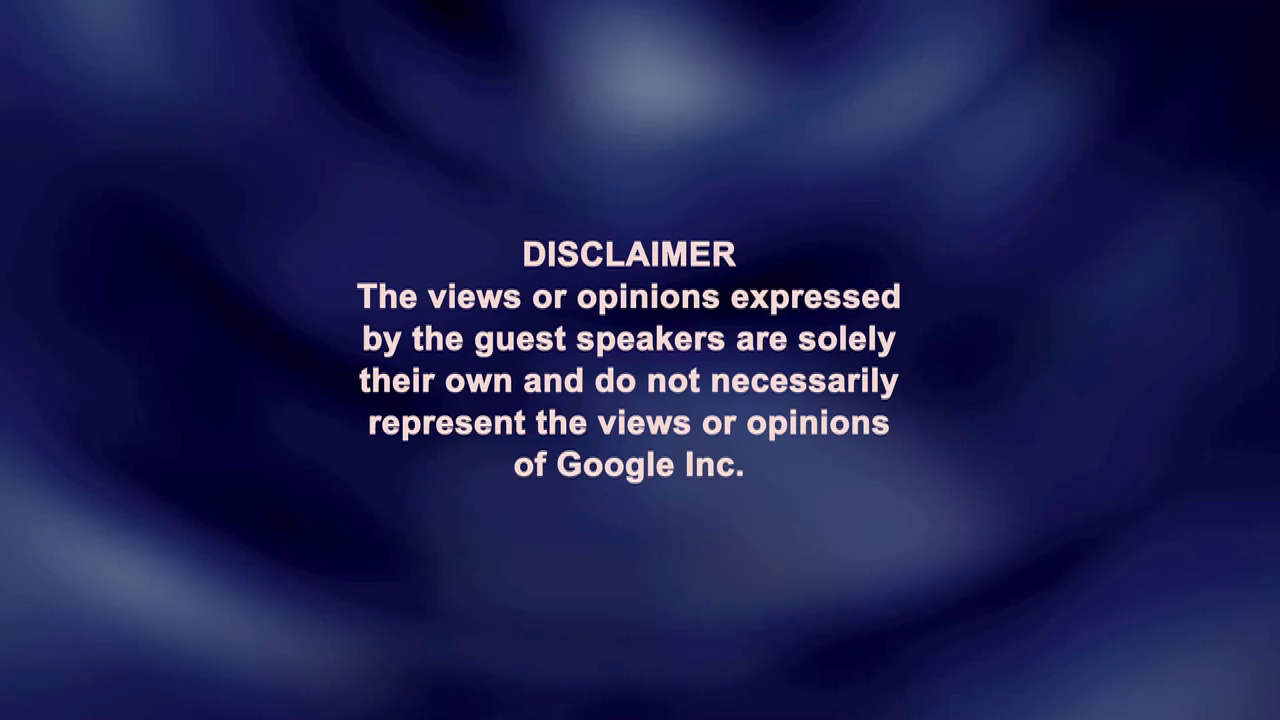 DISCLAIMER
The views or opinions expressed
by the guest speakers are solely
their own and do not necessarily
represent the views or opinions
of Google Inc.